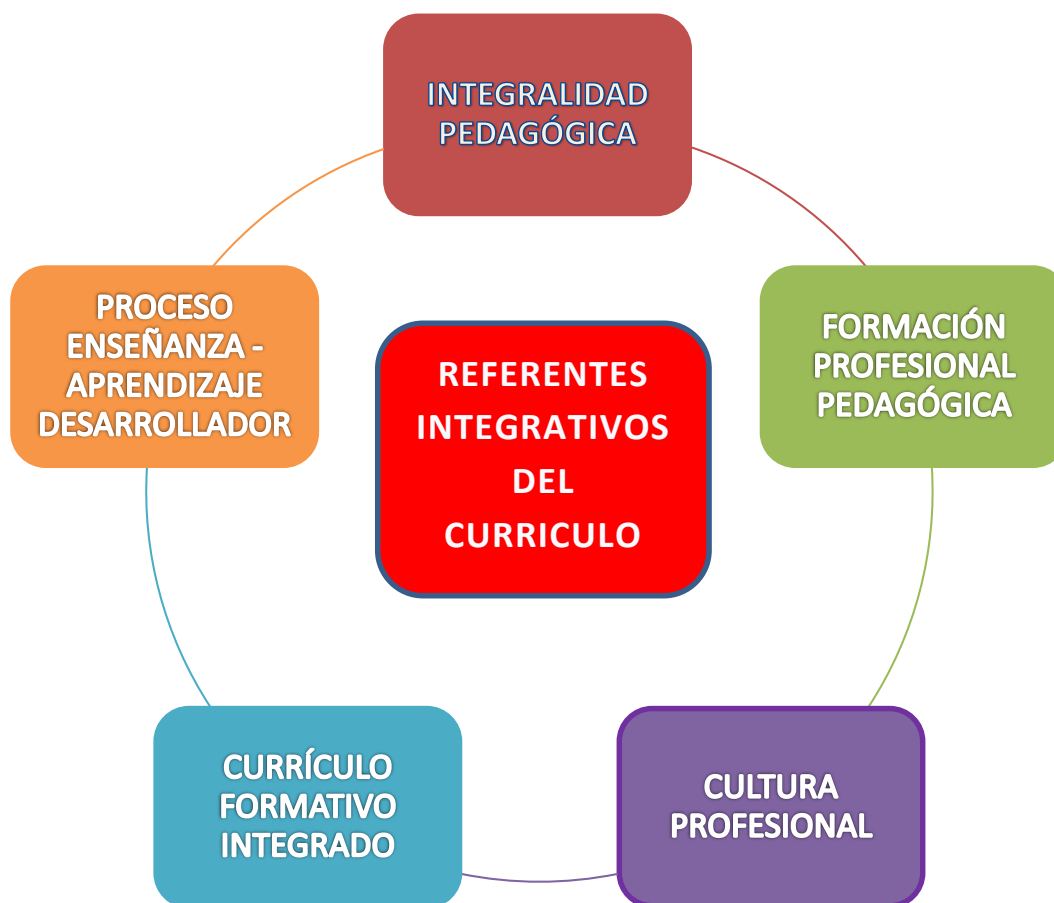 INTEGRALIDAD
PEDAGÓGICA
FORMACIÓN
PROFESIONAL
PEDAGÓGICA
CULTURA
PROFESIONAL
CURRÍCULO
FORMATIVO
INTEGRADO
PROCESO
ENSEÑANZA -
APRENDIZAJE
DESARROLLADOR
REFERENTES
INTEGRATIVOS
DEL
CURRICULO